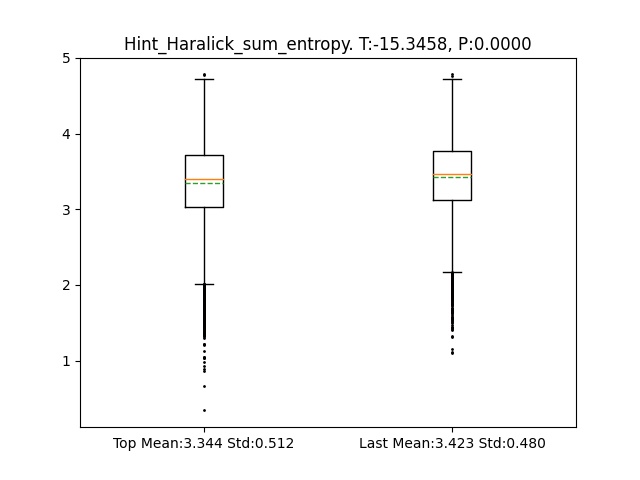 Hint_Haralick_sum_entropy. T:-15.3458, P:0.0000
5
4
3
2
1
Top Mean:3.344 Std:0.512 Last Mean:3.423 Std:0.480